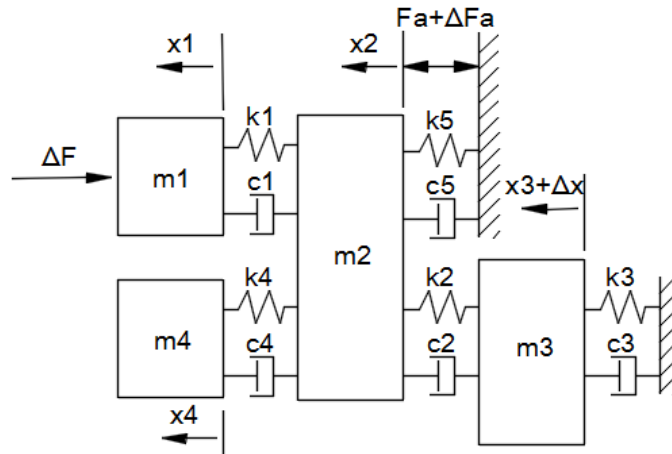 Fa+ΔFa
x1
x2
k1
k5
ΔF
m1
c1
c5
x3+Δx
m2
k4
k2
k3
m4
m3
c4
c2
c3
x4